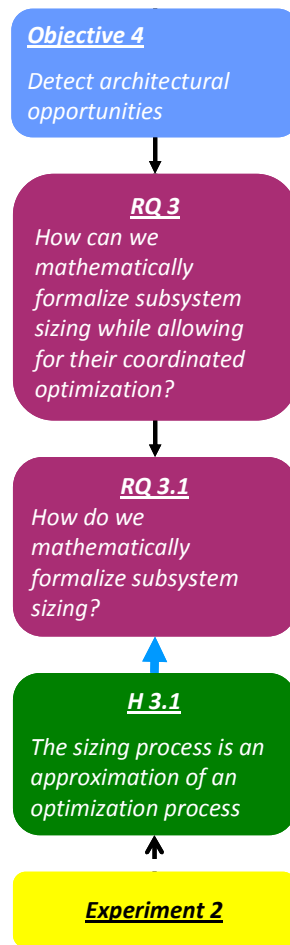 Objective 4
Detect architectural
opportunities
RQ 3
How can we
mathematically
formalize subsystem
sizing while allowing
for their coordinated
optimization?
RQ 3.1
How do we
mathematically
formalize subsystem
sizing?
H 3.1
The sizing process is an
approximation of an
optimization process
Experiment 2